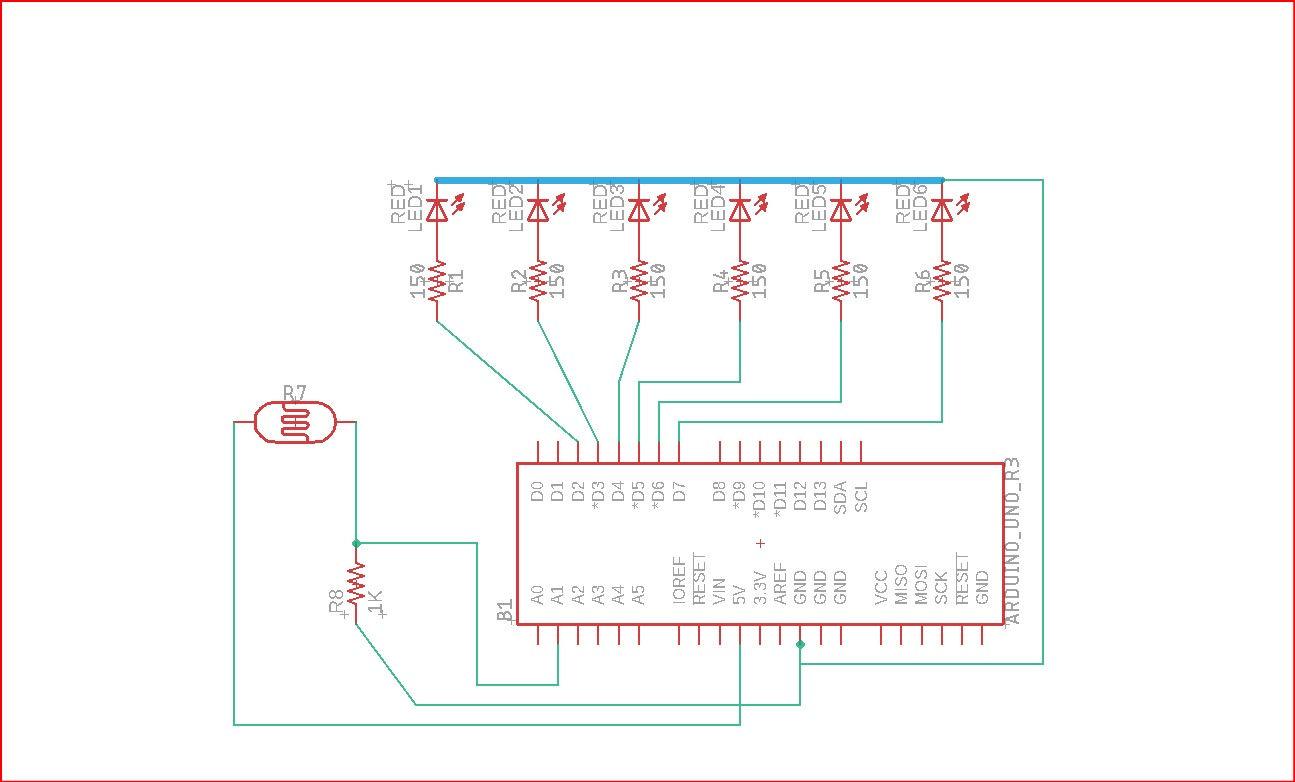 RED
LED1
RED
LED2
RED
LED3
RED
LED4
RED
LED5
RED
LED6
150
R1
R2
150
R3
150
R4
150
R5
150
R6
150
R7
D0
D1
D2
*D3
D4
*D5
*D6
D7
D8
*D9
*D10
*D11
D12
D13
SDA
SCL
ARDUINO_UNO_R3
R8
1K
B1
A0
A1
A2
A3
A4
A5
IOREF
RESET
VIN
5V
3.3V
AREF
GND
GND
GND
VCC
MISO
MOSI
SCK
RESET
GND